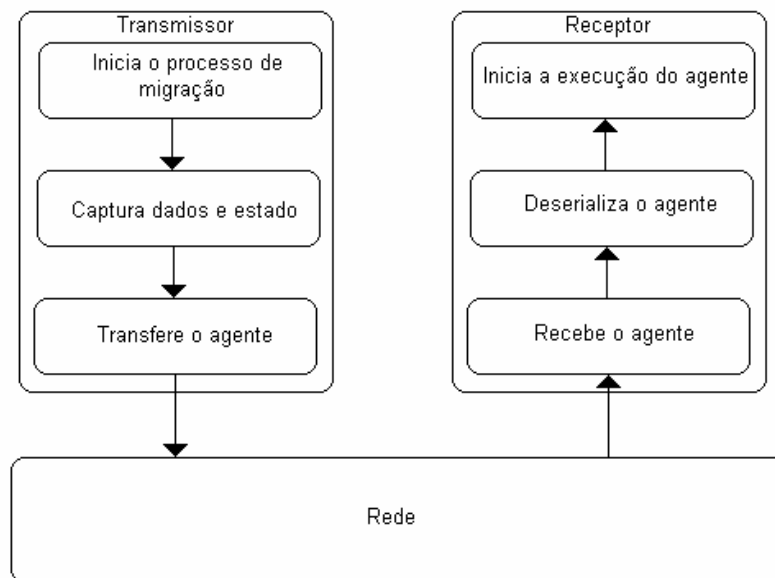 Transmissor
Inicia o processo de
migração
Captura dados e estado
Transfere o agente
Receptor
Inicia a execução do agente
Deserializa o agente
Recebe o agente
Rede